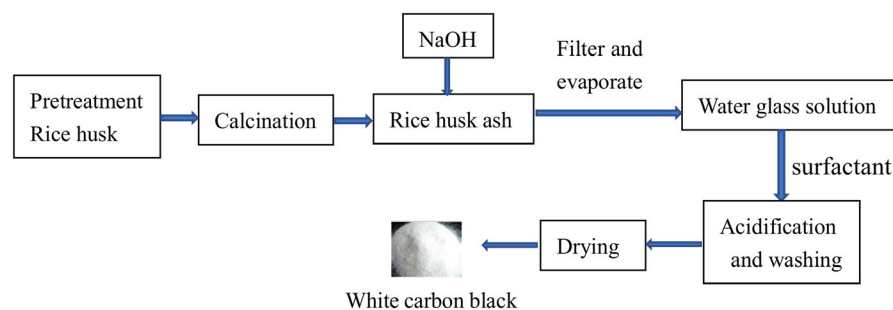 NaOH
Filter and
evaporate
Pretreatment
Rice husk
Calcination
Rice husk ash
Water glass solution
surfactant
Acidification
and washing
Drying
White carbon black